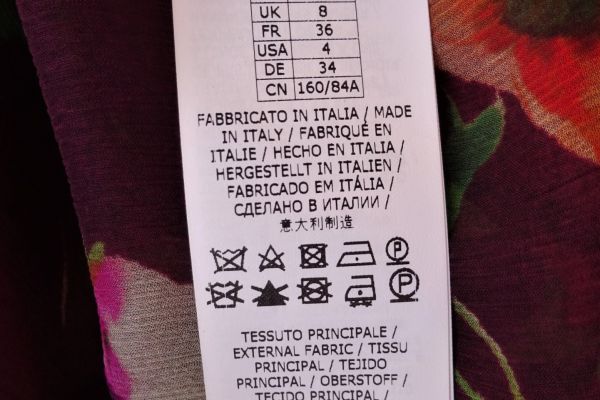 UK 8
FR 36
USA 4
DE 34
CN 160/84A
FABBRICATO IN ITALIA / MADE
IN ITALY / FABRIQUÉ EN
ITALIE / HECHO EN ITALIA /
HERGESTELLT IN ITALIEN /
FABRICADO EM ITÁLIA /
СДЕЛАНО В ИТАЛИИ /
意大利制造
P
P
TESSUTO PRINCIPALE /
EXTERNAL FABRIC / TISSU
PRINCIPAL / TEJIDO
PRINCIPAL / OBERSTOFF /
TECIDO PRINCIPAL /